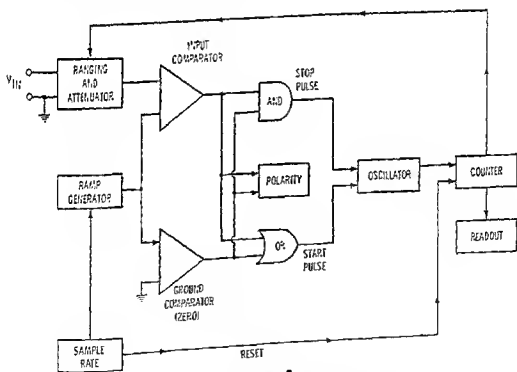 INPUT
COMPARATOR
VIN
RANGING
AND
ATTENUATOR
AND
STOP
PULSE
RAMP
GENERATOR
POLARITY
OSCILLATOR
COUNTER
READOUT
OR
START
PULSE
GROUND
COMPARATOR
(ZERO)
SAMPLE
RATE
RESET